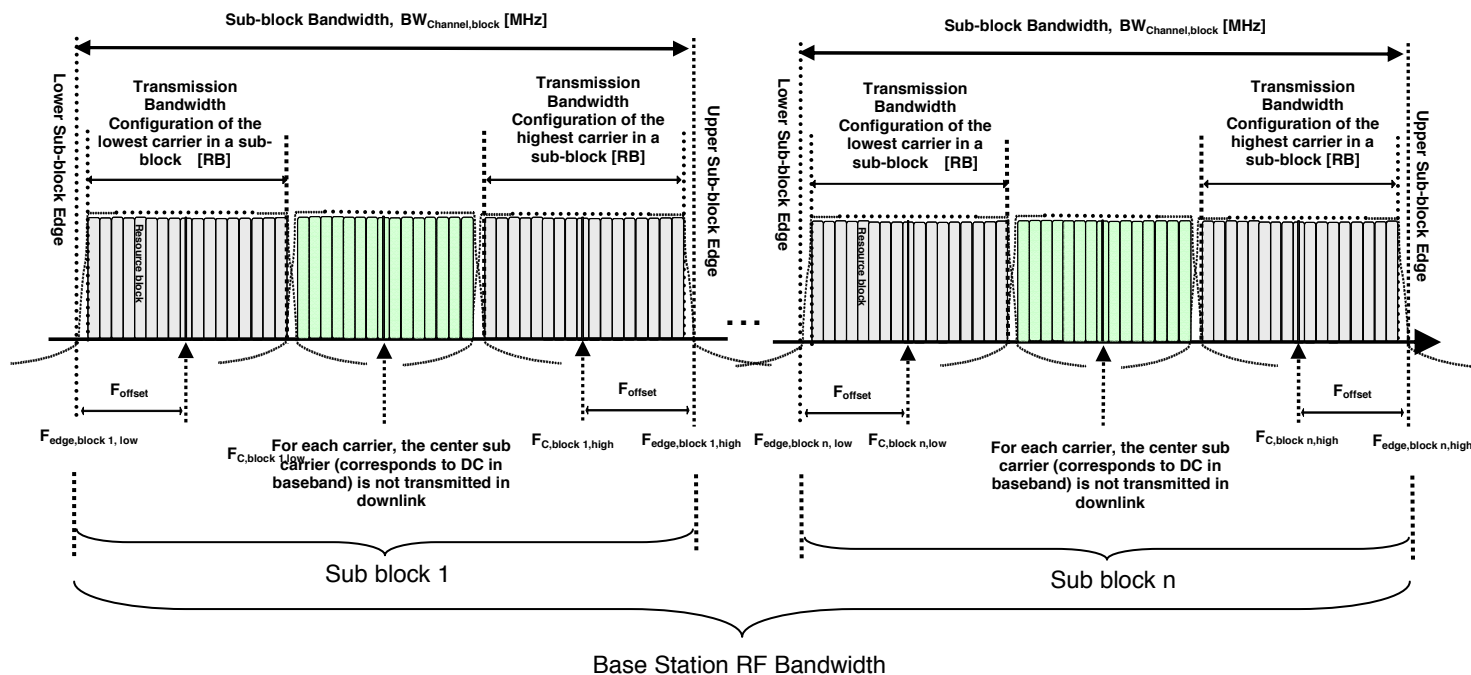 Sub-block Bandwidth, BWChannel,block [MHz]
Sub-block Bandwidth, BWChannel,block [MHz]
Lower Sub-block Edge
Transmission
Bandwidth
Configuration of the
lowest carrier in a sub-
block [RB]
Transmission
Bandwidth
Configuration of the
highest carrier in a
sub-block [RB]
Upper Sub-block Edge
Lower Sub-block Edge
Transmission
Bandwidth
Configuration of the
lowest carrier in a
sub-block [RB]
Transmission
Bandwidth
Configuration of the
highest carrier in a
sub-block [RB]
Upper Sub-block Edge
Resource block
...
Resource block
Foffset
Foffset
Foffset
Foffset
Fedge,block 1, low
FC,block 1,low
For each carrier, the center sub
carrier (corresponds to DC in
baseband) is not transmitted in
downlink
FC,block 1,high
Fedge,block 1,high
Fedge,block n, low
FC,block n,low
For each carrier, the center sub
carrier (corresponds to DC in
baseband) is not transmitted in
downlink
FC,block n,high
Fedge,block n,high
Sub block 1
Sub block n
Base Station RF Bandwidth